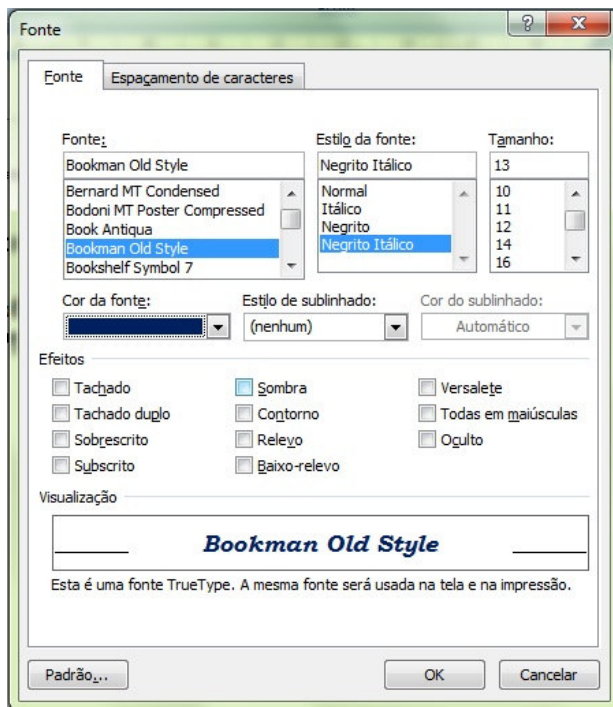 Fonte
Fonte
Espaçamento de caracteres
Fonte:
Estilo da fonte:
Tamanho:
Bookman Old Style
Negrito Itálico
13
Bernard MT Condensed
Bodoni MT Poster Compressed
Book Antiqua
Bookman Old Style
Bookshelf Symbol 7
Normal
Itálico
Negrito
Negrito Itálico
10
11
12
14
16
Cor da fonte:
Estilo de sublinhado:
Cor do sublinhado:
(nenhum)
Automático
Efeitos
Tachado
Tachado duplo
Sobrescrito
Subscrito
Sombra
Contorno
Relevo
Baixo-relevo
Versalete
Todas em maiúsculas
Oculto
Visualização
Bookman Old Style
Esta é uma fonte TrueType. A mesma fonte será usada na tela e na impressão.
Padrão...
OK
Cancelar